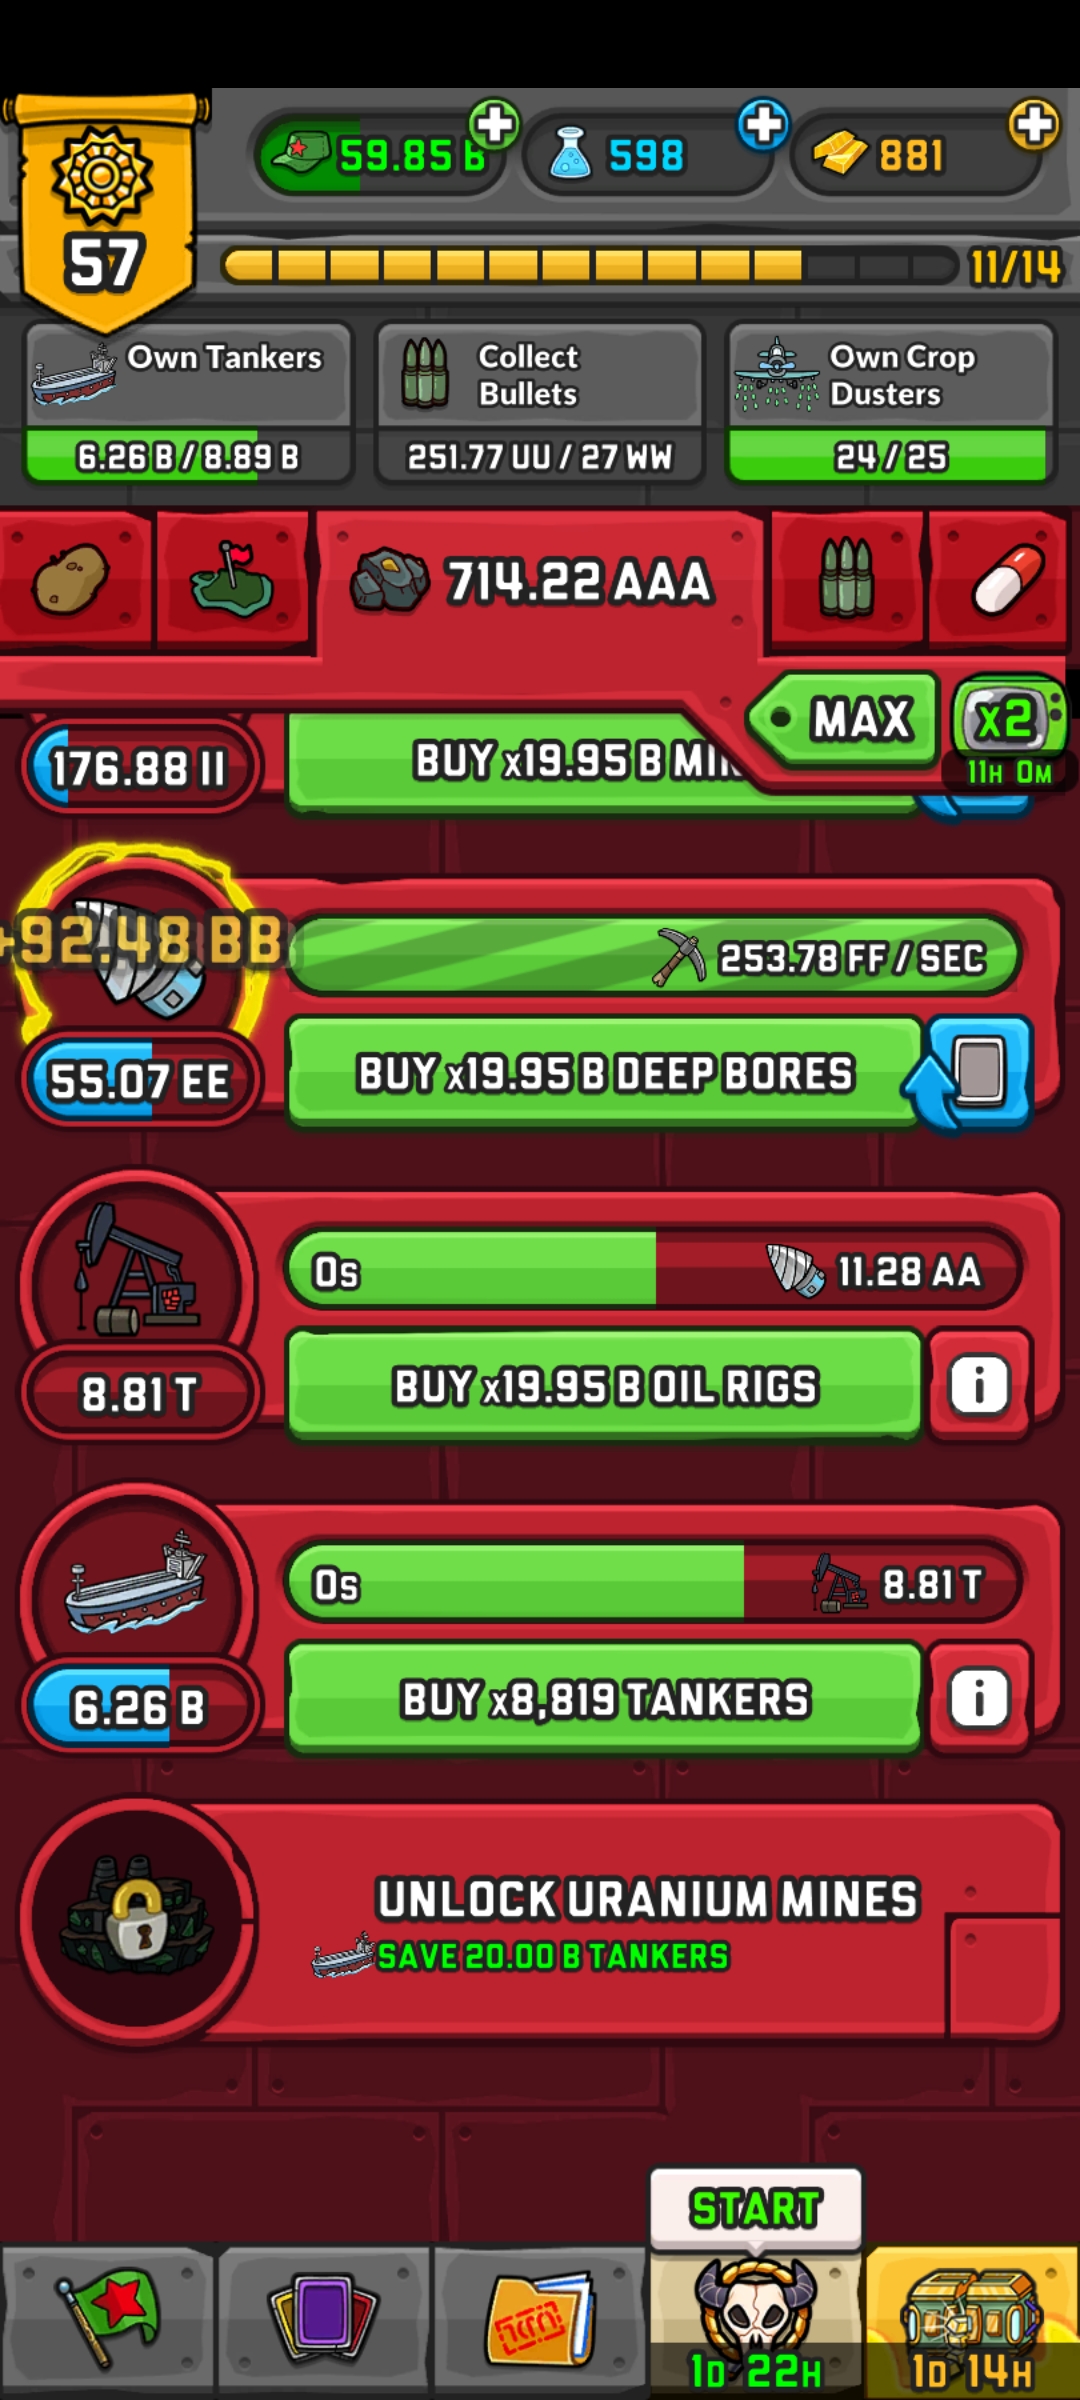 59.85 B
598
881
57
11/14
Own Tankers
6.26 B / 8.89 B
Collect
Bullets
251.77 UU / 27 WW
Own Crop
Dusters
24 / 25
714.22 AAA
MAX
x2
11H 0M
176.88 II
BUY x19.95 B
+92.48 BB
253.78 FF / SEC
55.07 EE
BUY x19.95 B DEEP BORES
0s
11.28 AA
8.81 T
BUY x19.95 B OIL RIGS
i
0s
8.81 T
6.26 B
BUY x8,819 TANKERS
i
UNLOCK URANIUM MINES
SAVE 20.00 B TANKERS
START
1D 22H
1D 14H